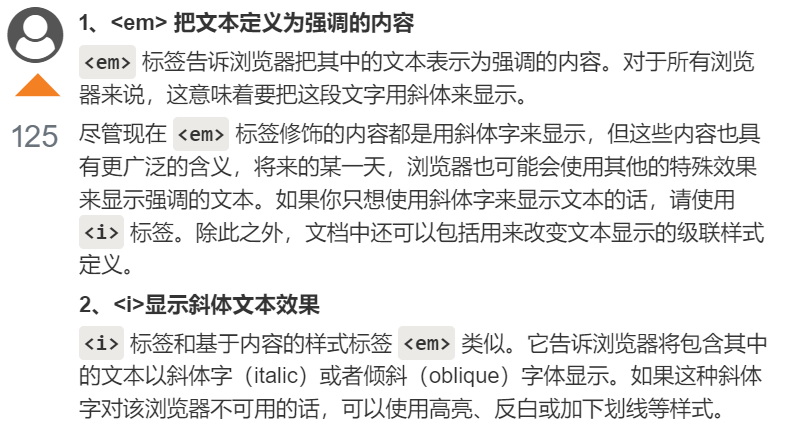 1、<em> 把文本定义为强调的内容
<em> 标签告诉浏览器把其中的文本表示为强调的内容。对于所有浏览
器来说，这意味着要把这段文字用斜体来显示。
125
尽管现在 <em> 标签修饰的内容都是用斜体字来显示，但这些内容也具
有更广泛的含义，将来的某一天，浏览器也可能会使用其他的特殊效果
来显示强调的文本。如果你只想使用斜体字来显示文本的话，请使用
<i> 标签。除此之外，文档中还可以包括用来改变文本显示的级联样式
定义。
2、<i>显示斜体文本效果
<i> 标签和基于内容的样式标签 <em> 类似。它告诉浏览器将包含其中
的文本以斜体字（italic）或者倾斜（oblique）字体显示。如果这种斜体
字对该浏览器不可用的话，可以使用高亮、反白或加下划线等样式。